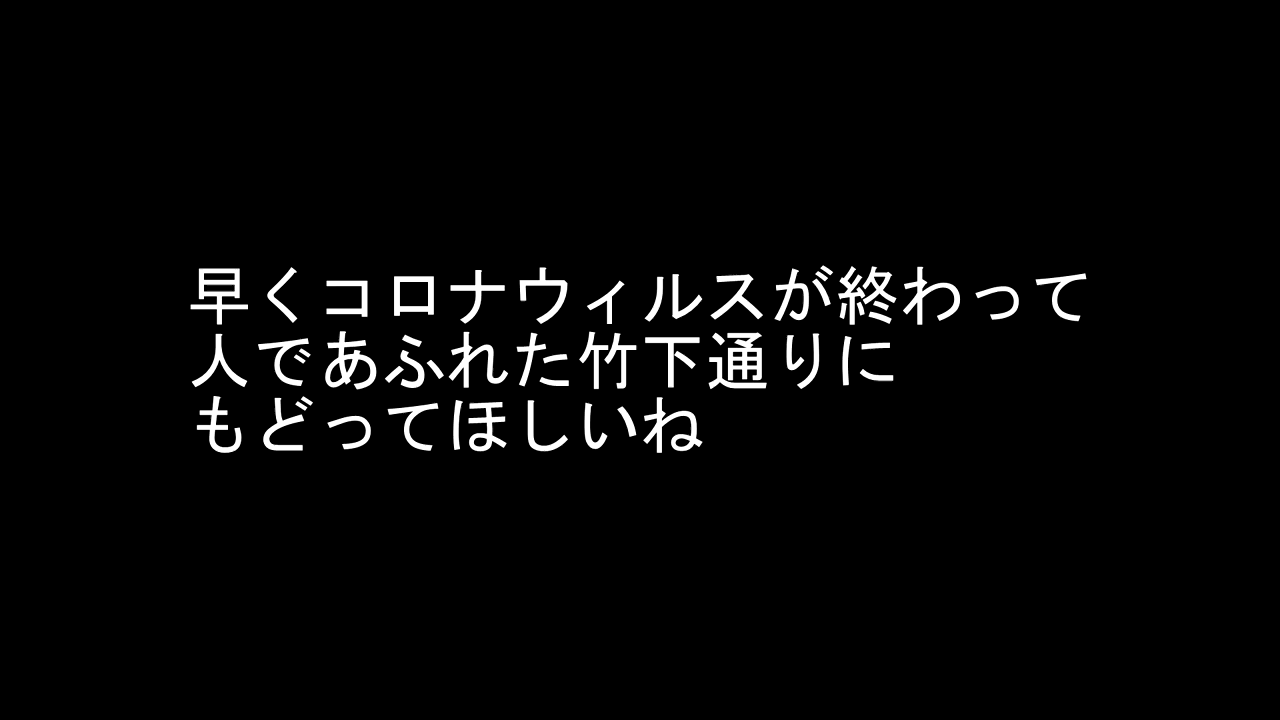 早くコロナウィルスが終わって
人であふれた竹下通りに
もどってほしいね